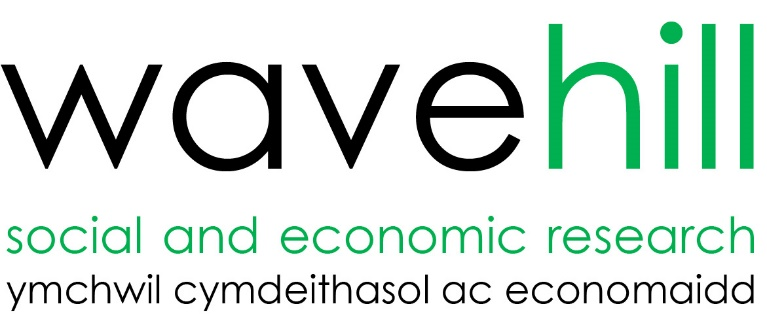 wavehill
social and economic research
ymchwil cymdeithasol ac economaidd